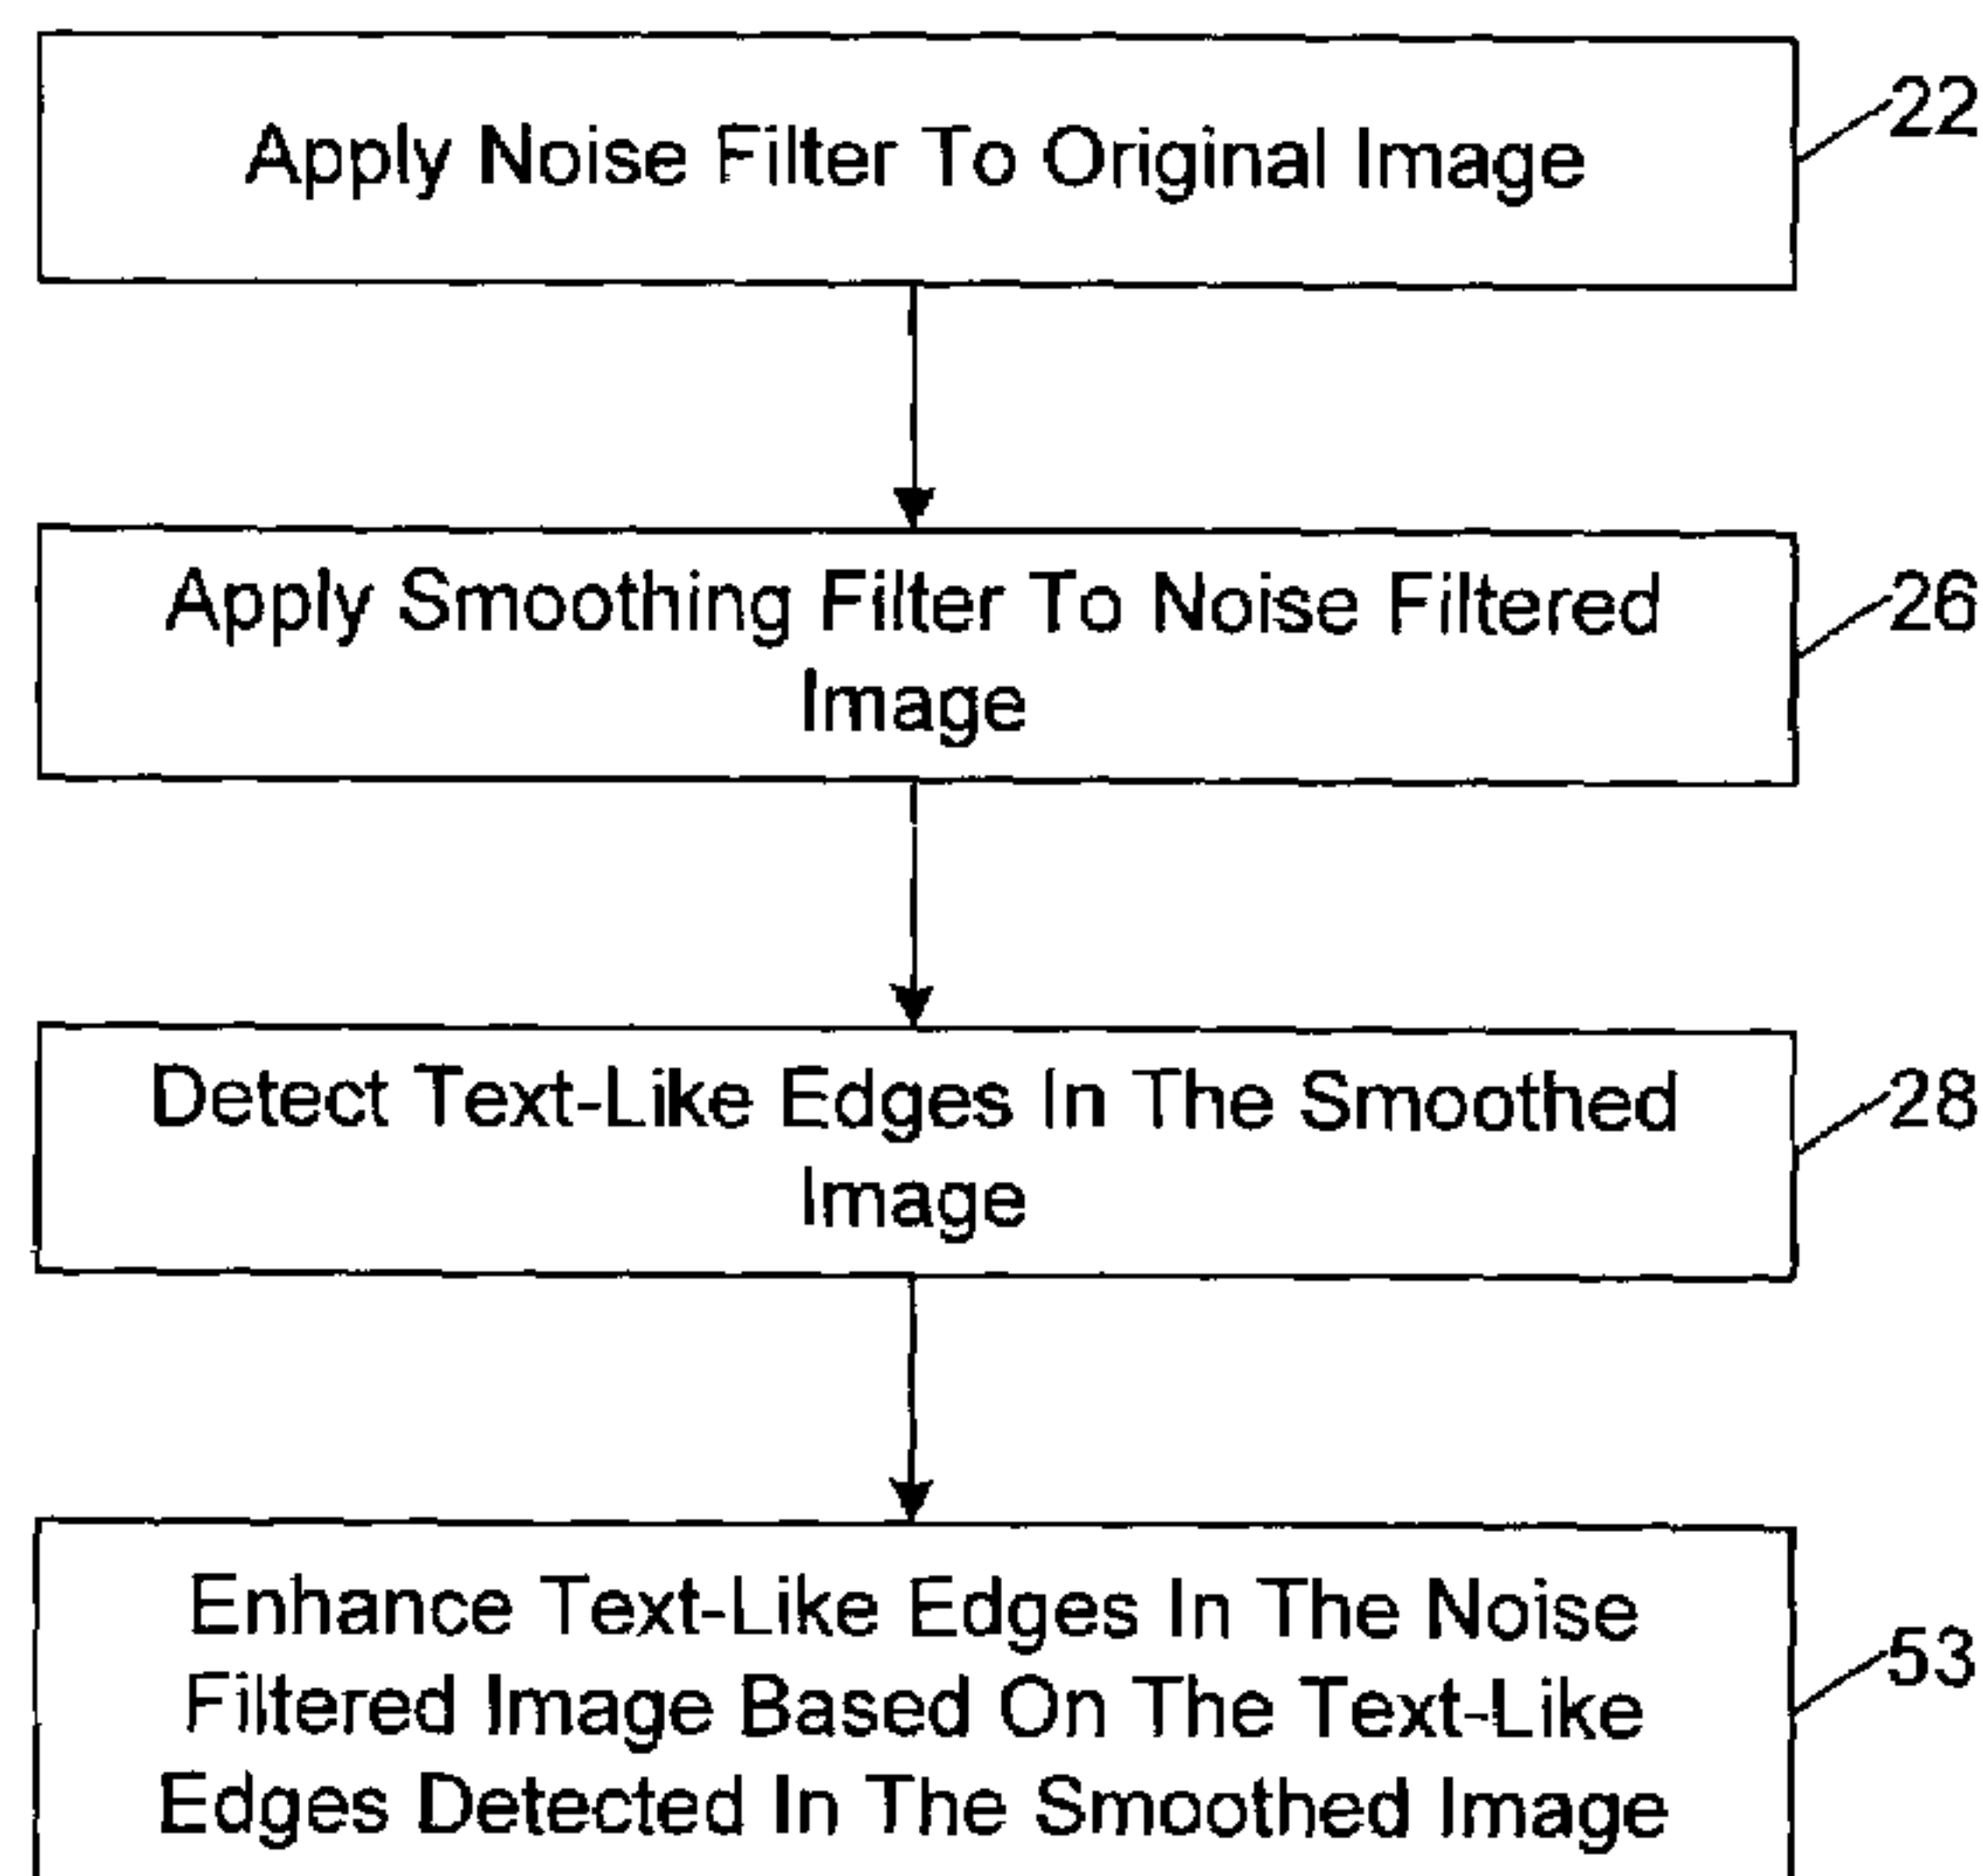 Apply Noise Filter To Original Image
22
Apply Smoothing Filter To Noise Filtered
Image
26
Detect Text-Like Edges In The Smoothed
Image
28
Enhance Text-Like Edges In The Noise
Filtered Image Based On The Text-Like
Edges Detected In The Smoothed Image
53